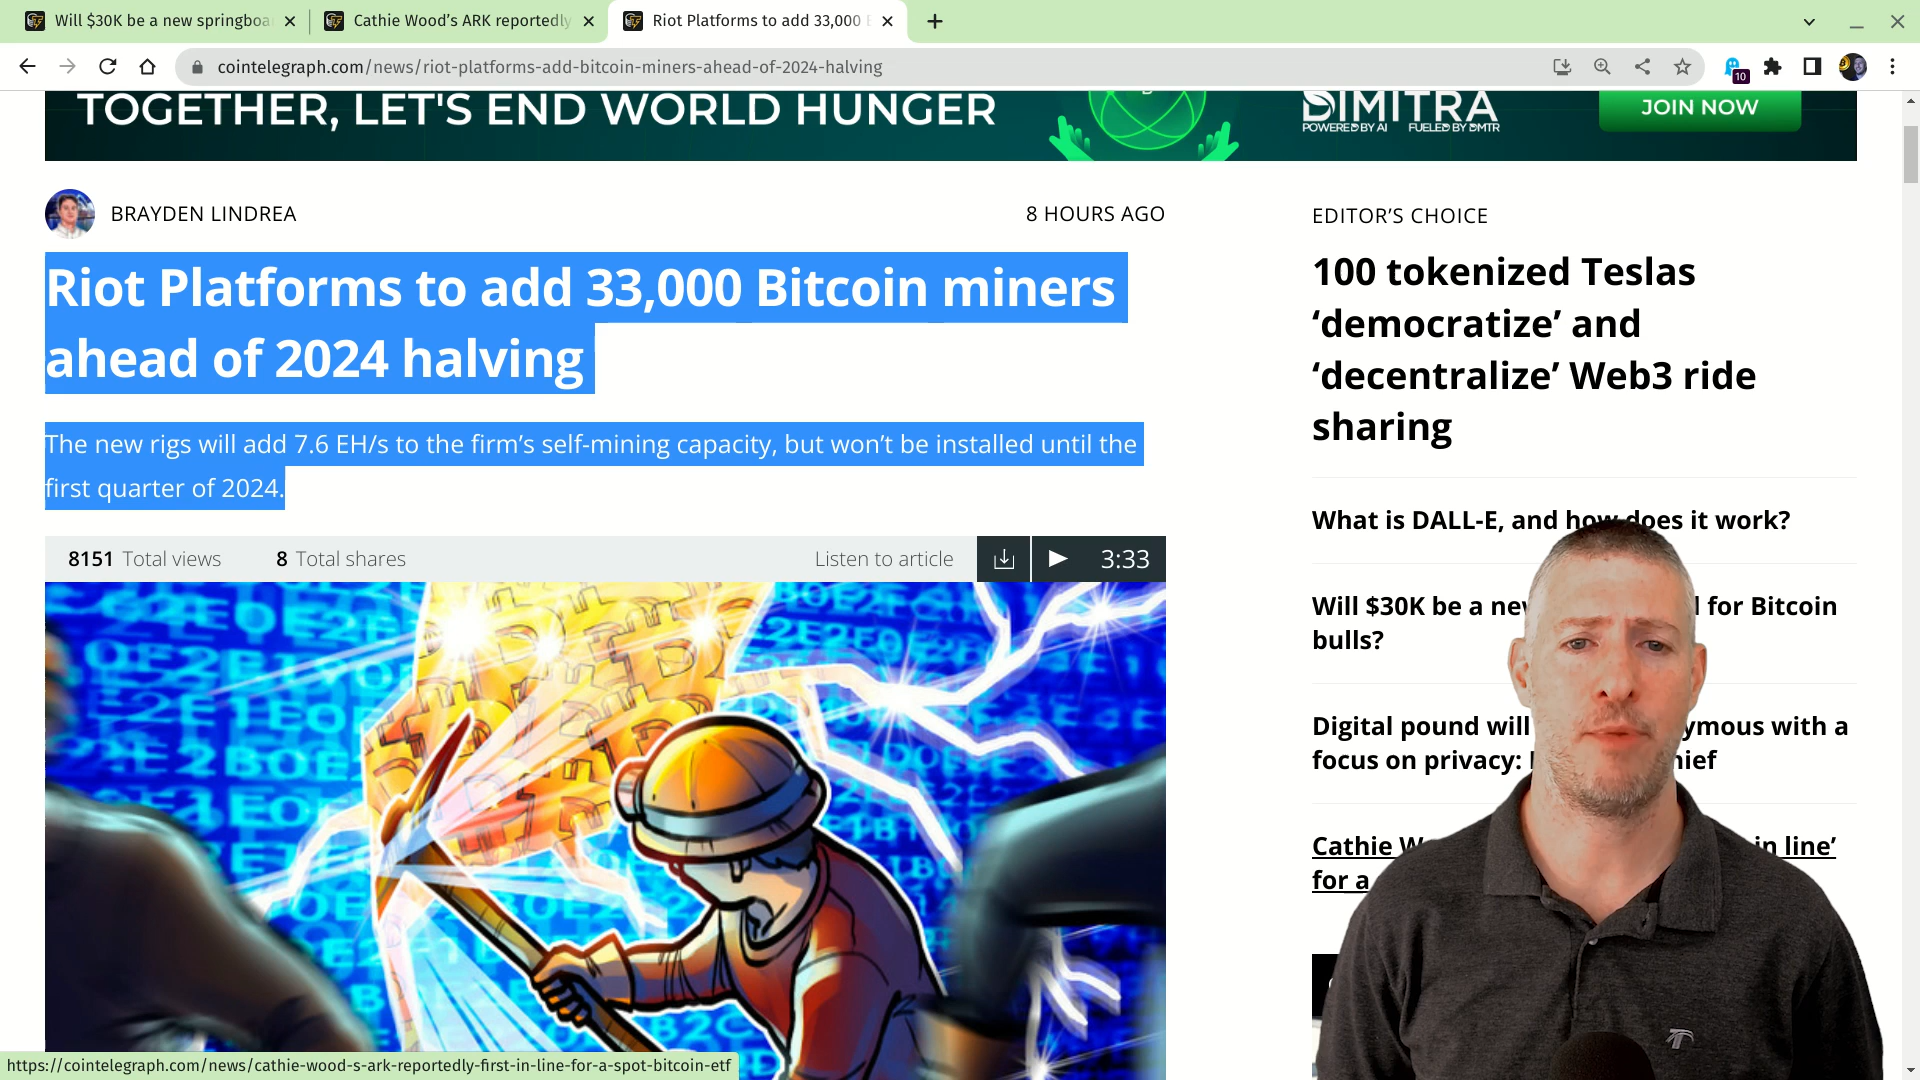 Will $30K be a new springboa
Cathie Wood's ARK reportedly
Riot Platforms to add 33,000 B
cointelegraph.com/news/riot-platforms-add-bitcoin-miners-ahead-of-2024-halving
10
TOGETHER, LET'S END WORLD HUNGER
DIMITRA
POWERED BY AI FUELED BY DMTR
JOIN NOW
BRAYDEN LINDREA
8 HOURS AGO
Riot Platforms to add 33,000 Bitcoin miners
ahead of 2024 halving
The new rigs will add 7.6 EH/s to the firm’s self-mining capacity, but won’t be installed until the
first quarter of 2024.
8151 Total views
8 Total shares
Listen to article
3:33
EDITOR’S CHOICE
100 tokenized Teslas
‘democratize’ and
‘decentralize’ Web3 ride
sharing
What is DALL-E, and how does it work?
Will $30K be a new for Bitcoin
bulls?
Digital pound will ymous with a
focus on privacy: hief
Cathie W in line’
for a
https://cointelegraph.com/news/cathie-wood-s-ark-reportedly-first-in-line-for-a-spot-bitcoin-etf